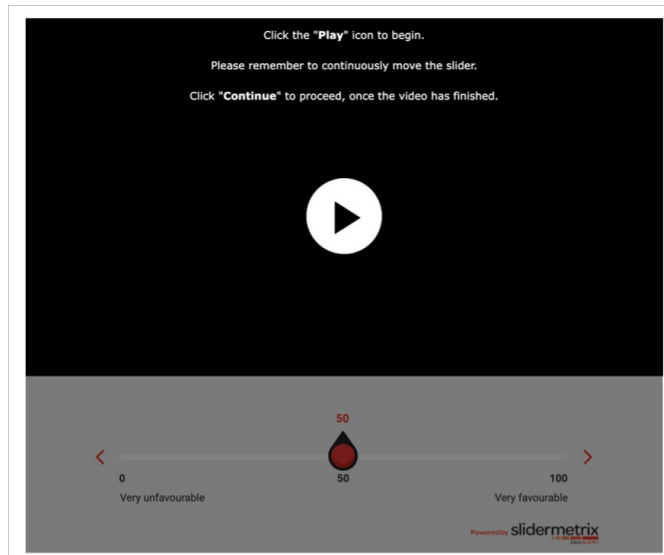 Click the "Play" icon to begin.
Please remember to continuously move the slider.
Click "Continue" to proceed, once the video has finished.
50
0 50 100
Very unfavourable Very favourable
Powered by slidermetrix